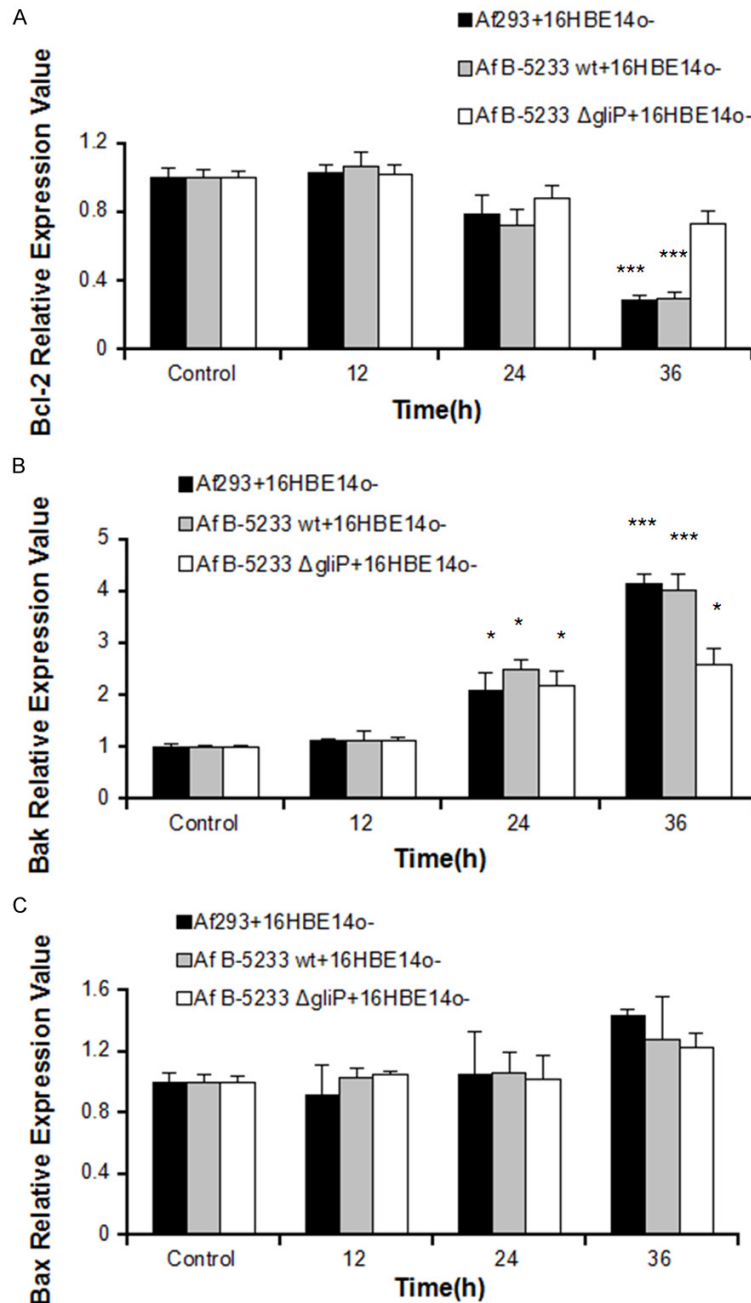 A
Af293+16HBE14o-
Af B-5233 wt+16HBE14o-
Af B-5233 ΔgliP+16HBE14o-
Bcl-2 Relative Expression Value
1.2
0.8
0.4
0
*** ***
Control 12 24 36
Time(h)
B
Af293+16HBE14o-
Af B-5233 wt+16HBE14o-
Af B-5233 ΔgliP+16HBE14o-
Bak Relative Expression Value
5
4
3
2
1
0
* * *
*** *** *
Control 12 24 36
Time(h)
C
Af293+16HBE14o-
Af B-5233 wt+16HBE14o-
Af B-5233 ΔgliP+16HBE14o-
Bax Relative Expression Value
1.6
1.2
0.8
0.4
0
Control 12 24 36
Time(h)